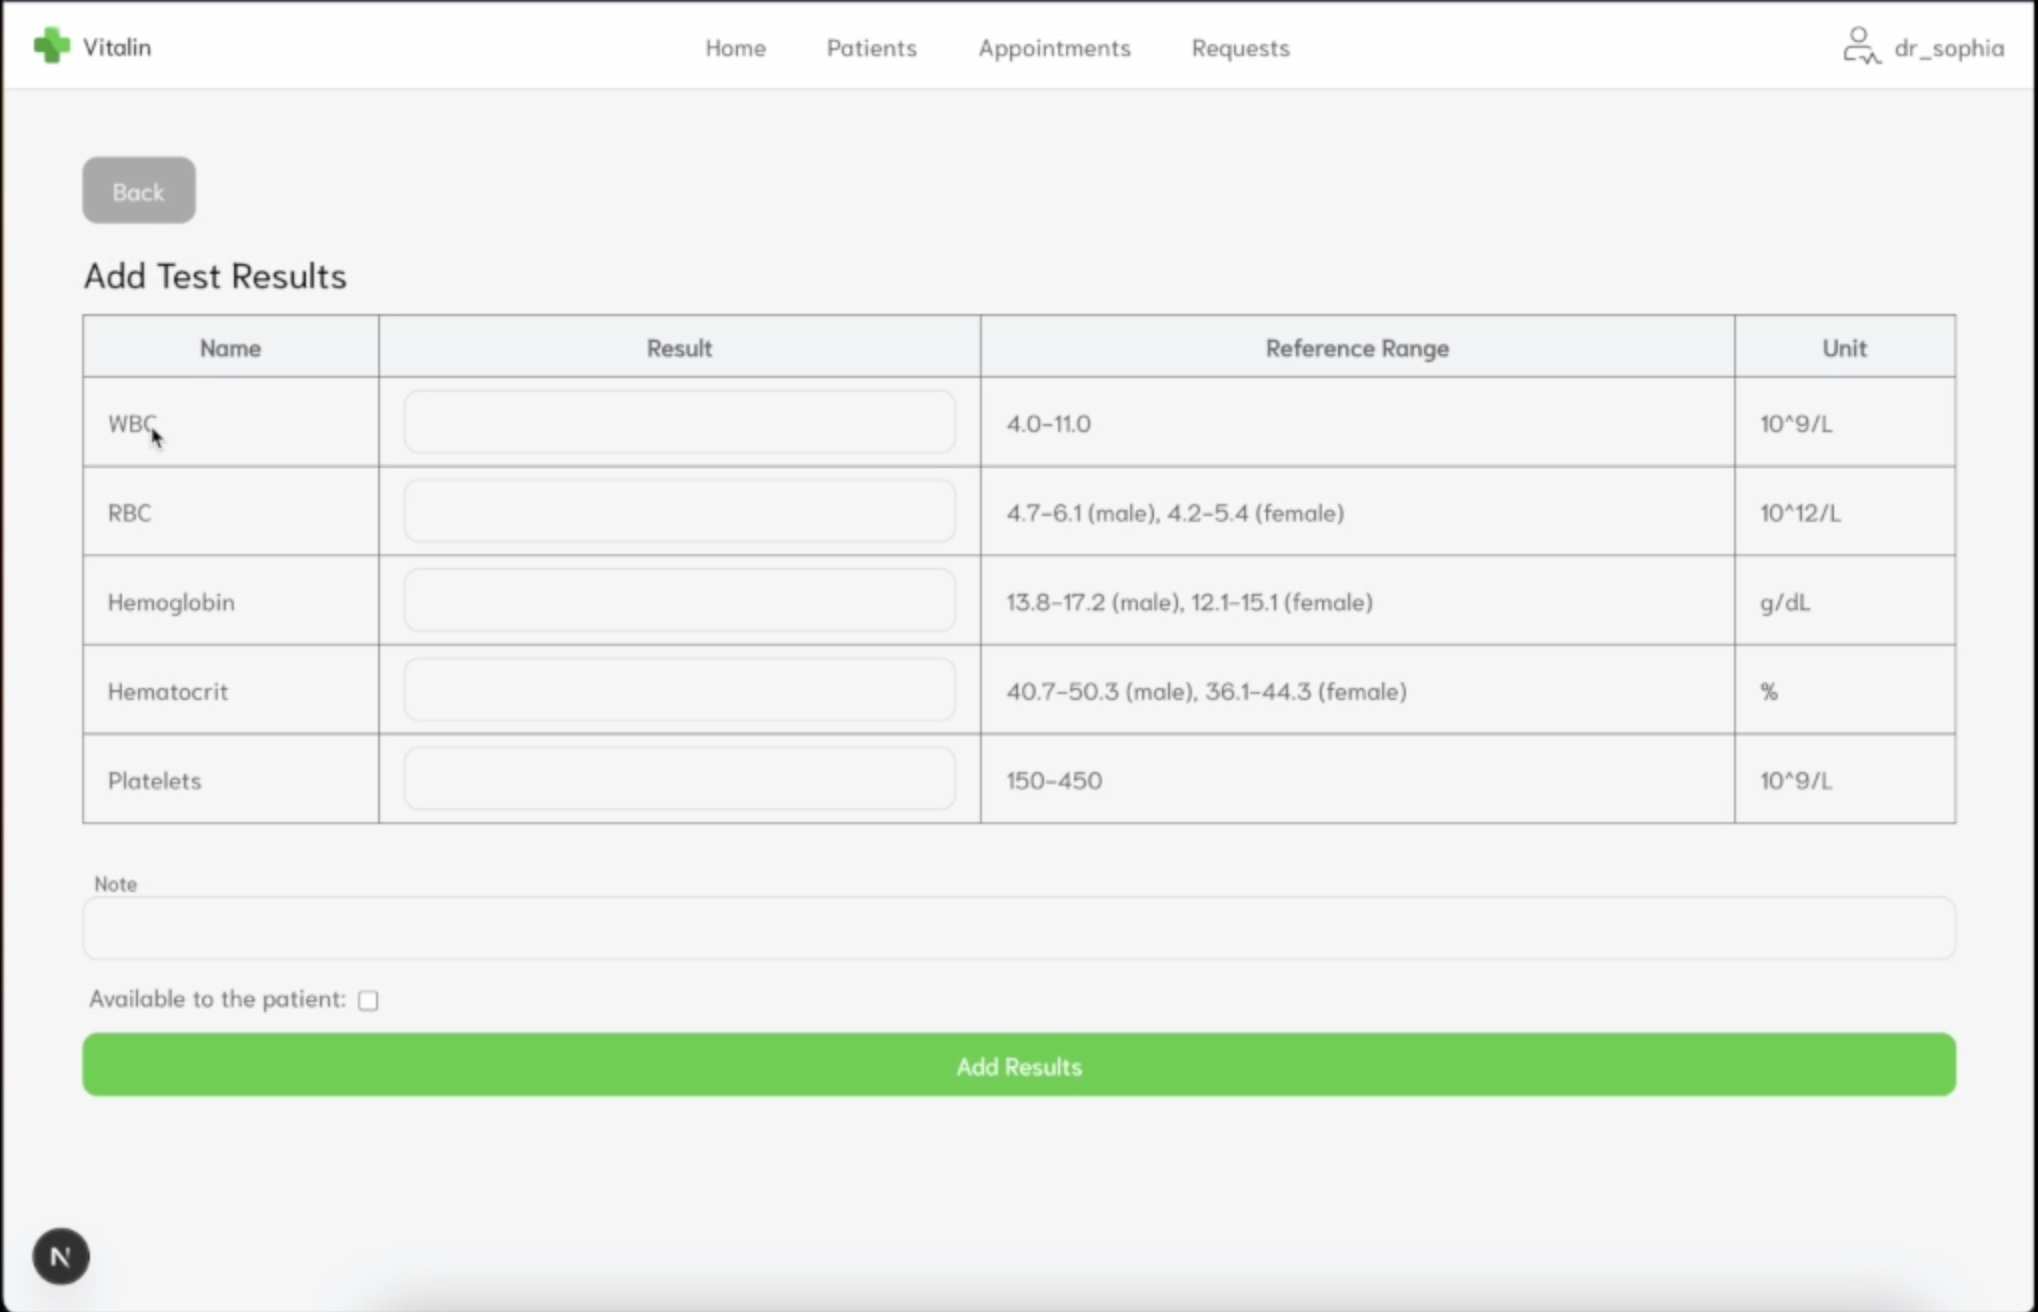 Vitalin Home Patients Appointments Requests dr_sophia
Back
Add Test Results
Name Result Reference Range Unit
WBC 4.0-11.0 10^9/L
RBC 4.7-6.1 (male), 4.2-5.4 (female) 10^12/L
Hemoglobin 13.8-17.2 (male), 12.1-15.1 (female) g/dL
Hematocrit 40.7-50.3 (male), 36.1-44.3 (female) %
Platelets 150-450 10^9/L
Note
Available to the patient:
Add Results
N